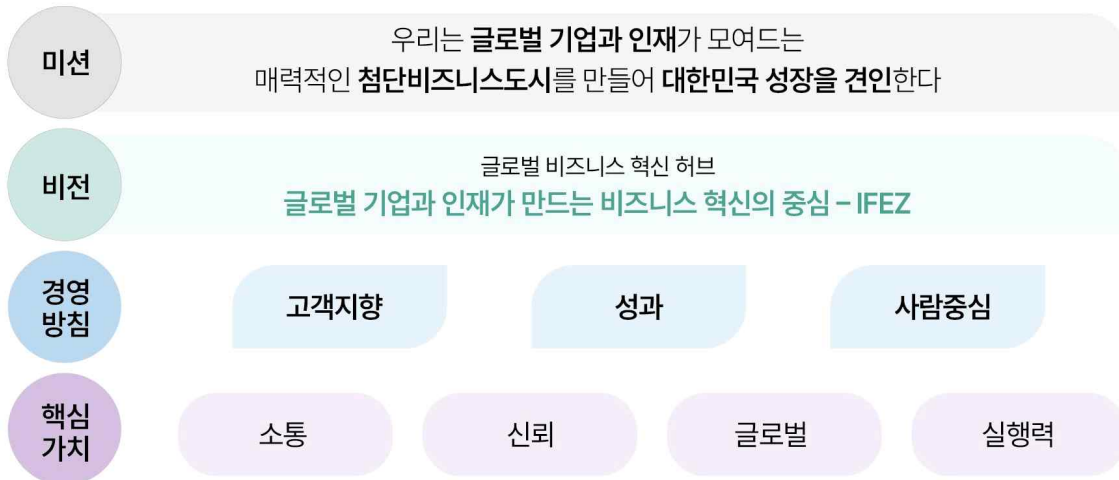 미션
우리는 글로벌 기업과 인재가 모여드는
매력적인 첨단비즈니스도시를 만들어 대한민국 성장을 견인한다
비전
글로벌 비즈니스 혁신 허브
글로벌 기업과 인재가 만드는 비즈니스 혁신의 중심 – IFEZ
경영
방침
고객지향
성과
사람중심
핵심
가치
소통
신뢰
글로벌
실행력